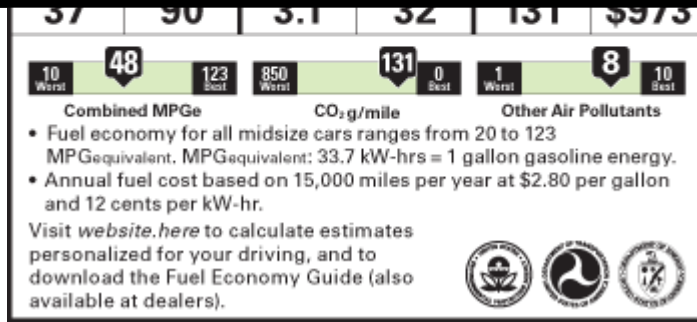 37 90 3.1 32 131 $973
48 131 8
10 Worst 123 Best 850 Worst 0 Best 1 Worst 10 Best
Combined MPGe CO₂ g/mile Other Air Pollutants
• Fuel economy for all midsize cars ranges from 20 to 123
MPGequivalent. MPGequivalent: 33.7 kW-hrs = 1 gallon gasoline energy.
• Annual fuel cost based on 15,000 miles per year at $2.80 per gallon
and 12 cents per kW-hr.
Visit website.here to calculate estimates
personalized for your driving, and to
download the Fuel Economy Guide (also
available at dealers).